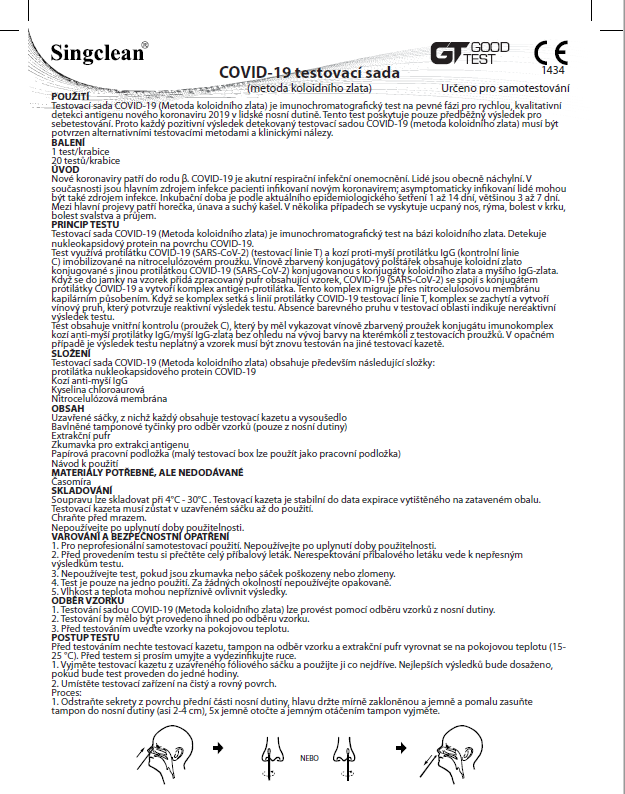 Singclean®
GT GOOD
TEST
CE
1434
COVID-19 testovací sada
(metoda koloidního zlata)
Určeno pro samotestování
POUŽITÍ
Testovací sada COVID-19 (Metoda koloidního zlata) je imunochromatografický test na pevné fázi pro rychlou, kvalitativní
detekci antigenu nového koronaviru 2019 v lidské nosní dutině. Tento test poskytuje pouze předběžný výsledek pro
sebetestování. Proto každý pozitivní výsledek detekovaný testovací sadou COVID-19 (metoda koloidního zlata) musí být
potvrzen alternativními testovacími metodami a klinickými nálezy.
BALENÍ
1 test/krabice
20 testů/krabice
ÚVOD
Nové koronaviry patří do rodu β. COVID-19 je akutní respirační infekční onemocnění. Lidé jsou obecně náchylní. V
současnosti jsou hlavním zdrojem infekce pacienti infikovaní novým koronavirem; asymptomaticky infikovaní lidé mohou
být také zdrojem infekce. Inkubační doba je podle aktuálního epidemiologického šetření 1 až 14 dní, většinou 3 až 7 dní.
Mezi hlavní projevy patří horečka, únava a suchý kašel. V několika případech se vyskytuje ucpaný nos, rýma, bolest v krku,
bolest svalstva a průjem.
PRINCIP TESTU
Testovací sada COVID-19 (Metoda koloidního zlata) je imunochromatografický test na bázi koloidního zlata. Detekuje
nukleokapsidový protein na povrchu COVID-19.
Test využívá protilátku COVID-19 (SARS-CoV-2) (testovací linie T) a kozí proti-myší protilátku IgG (kontrolní linie
C) imobilizované na nitrocelulózovém proužku. Vínově zbarvený konjugátový polštářek obsahuje koloidní zlato
konjugované s jinou protilátkou COVID-19 (SARS-CoV-2) konjugovanou s konjugáty koloidního zlata a myšího IgG-zlata.
Když se do jamky na vzorek přidá zpracovaný pufr obsahující vzorek, COVID-19 (SARS-CoV-2) se spojí s konjugátem
protilátky COVID-19 a vytvoří komplex antigen-protilátka. Tento komplex migruje přes nitrocelulosovou membránu
kapilárním působením. Když se komplex setká s linií protilátky COVID-19 testovací linie T, komplex se zachytí a vytvoří
vínový pruh, který potvrzuje reaktivní výsledek testu. Absence barevného pruhu v testovací oblasti indikuje nereaktivní
výsledek testu.
Test obsahuje vnitřní kontrolu (proužek C), který by měl vykazovat vínově zbarvený proužek konjugátu imunokomplex
kozí anti-myší protilátky IgG/myší IgG-zlata bez ohledu na vývoj barvy na kterémkoli z testovacích proužků. V opačném
případě je výsledek testu neplatný a vzorek musí být znovu testován na jiné testovací kazetě.
SLOŽENÍ
Testovací sada COVID-19 (Metoda koloidního zlata) obsahuje především následující složky:
protilátka nukleokapsidového protein COVID-19
Kozí anti-myší IgG
Kyselina chloroaurová
Nitrocelulózová membrána
OBSAH
Uzavřené sáčky, z nichž každý obsahuje testovací kazetu a vysoušedlo
Bavlněné tamponové tyčinky pro odběr vzorků (pouze z nosní dutiny)
Extrakční pufr
Zkumavka pro extrakci antigenu
Papírová pracovní podložka (malý testovací box lze použít jako pracovní podložka)
Návod k použití
MATERIÁLY POTŘEBNÉ, ALE NEDODÁVANÉ
Časomíra
SKLADOVÁNÍ
Soupravu lze skladovat při 4°C - 30°C . Testovací kazeta je stabilní do data expirace vytištěného na zataveném obalu.
Testovací kazeta musí zůstat v uzavřeném sáčku až do použití.
Chraňte před mrazem.
Nepoužívejte po uplynutí doby použitelnosti.
VAROVÁNÍ A BEZPEČNOSTNÍ OPATŘENÍ
1. Pro neprofesionální samotestovací použití. Nepoužívejte po uplynutí doby použitelnosti.
2. Před provedením testu si přečtěte celý příbalový leták. Nerespektování příbalového letáku vede k nepřesným
výsledkům testu.
3. Nepoužívejte test, pokud jsou zkumavka nebo sáček poškozeny nebo zlomeny.
4. Test je pouze na jedno použití. Za žádných okolností nepoužívejte opakovaně.
5. Vlhkost a teplota mohou nepříznivě ovlivnit výsledky.
ODBĚR VZORKU
1. Testování sadou COVID-19 (Metoda koloidního zlata) lze provést pomocí odběru vzorků z nosní dutiny.
2. Testování by mělo být provedeno ihned po odběru vzorku.
3. Před testováním uveďte vzorky na pokojovou teplotu.
POSTUP TESTU
Před testováním nechte testovací kazetu, tampon na odběr vzorku a extrakční pufr vyrovnat se na pokojovou teplotu (15-
25 °C). Před testem si prosím umyjte a vydezinfikujte ruce.
1. Vyjměte testovací kazetu z uzavřeného fóliového sáčku a použijte ji co nejdříve. Nejlepších výsledků bude dosaženo,
pokud bude test proveden do jedné hodiny.
2. Umístěte testovací zařízení na čistý a rovný povrch.
Proces:
1. Odstraňte sekrety z povrchu přední části nosní dutiny, hlavu držte mírně zakloněnou a jemně a pomalu zasuňte
tampon do nosní dutiny (asi 2-4 cm), 5x jemně otočte a jemným otáčením tampon vyjměte.
NEBO